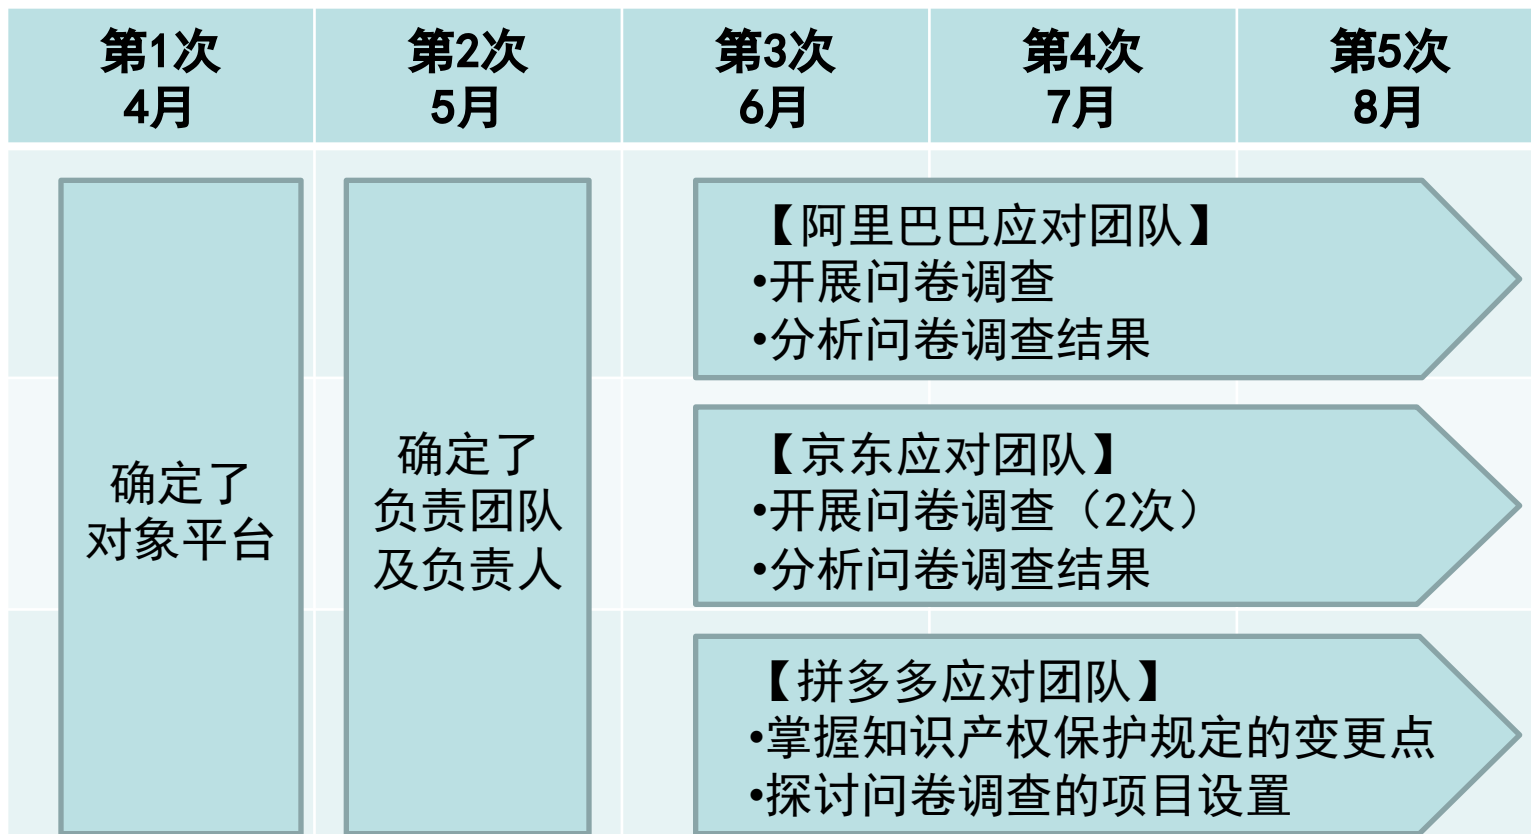 第1次
4月
第2次
5月
第3次
6月
第4次
7月
第5次
8月
确定了
对象平台
确定了
负责团队
及负责人
【阿里巴巴应对团队】
•开展问卷调查
•分析问卷调查结果
【京东应对团队】
•开展问卷调查（2次）
•分析问卷调查结果
【拼多多应对团队】
•掌握知识产权保护规定的变更点
•探讨问卷调查的项目设置